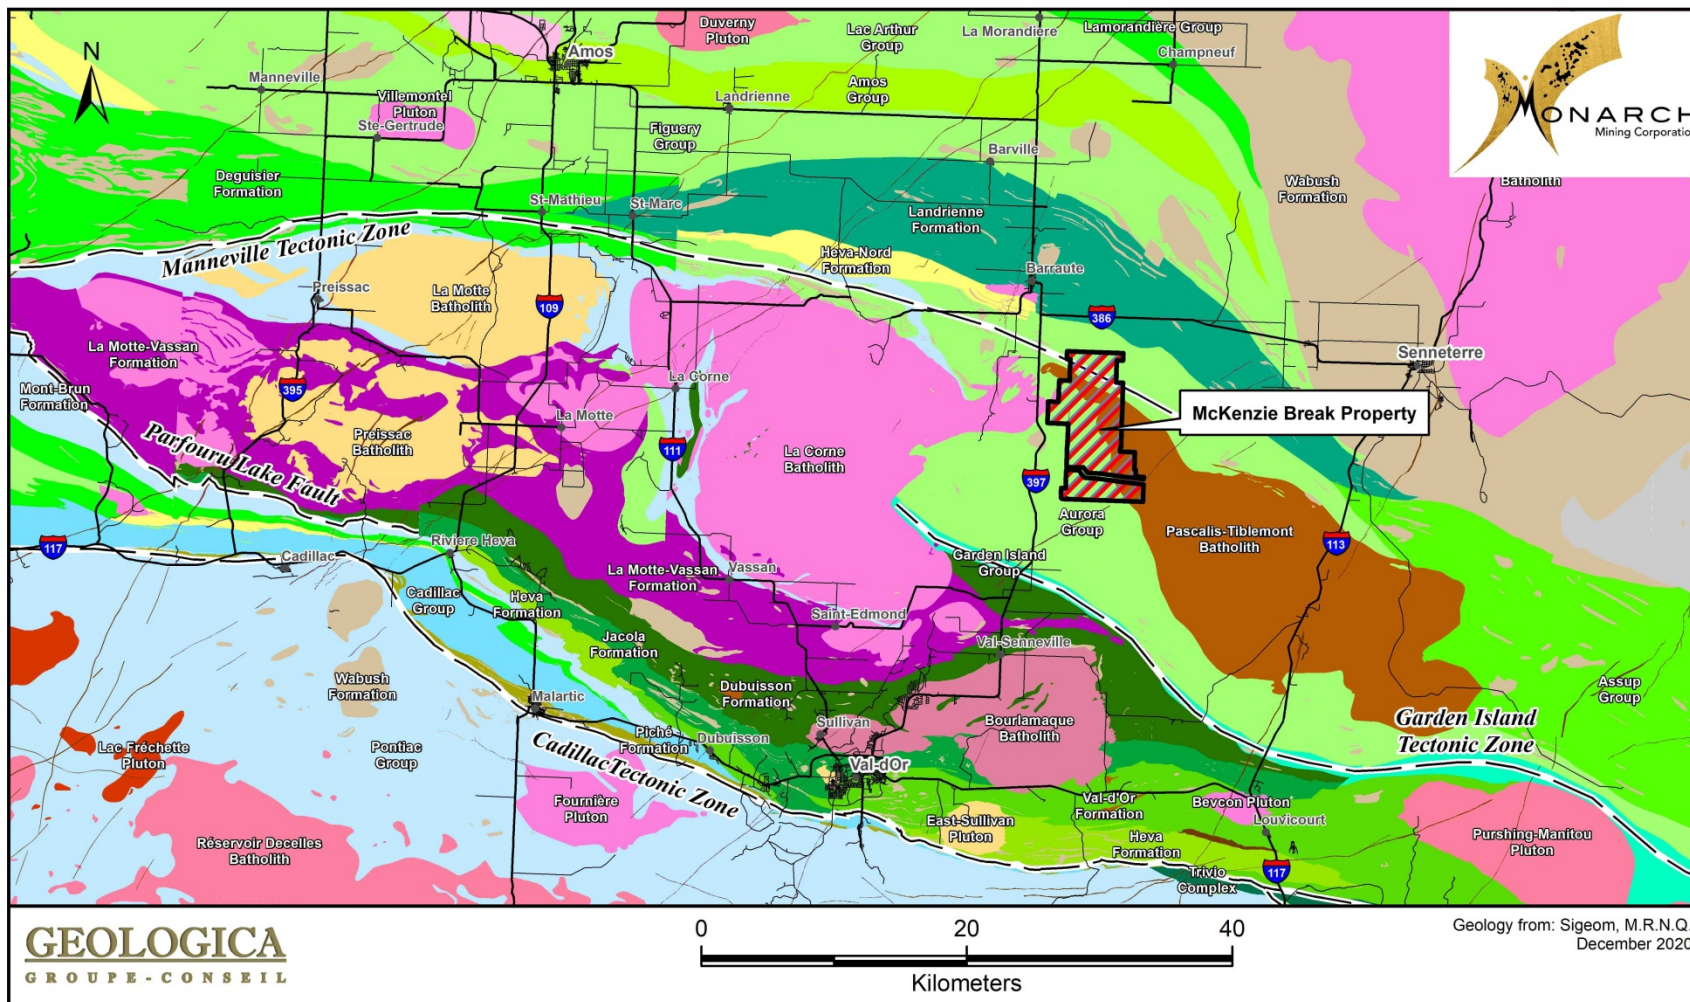 Duverny
Pluton
Lac Arthur
Group
La Morandière
Lamorandière Group
Champneuf
N
Amos
Manneville
Villemontel
Pluton
Ste-Gertrude
Landrienne
Amos
Group
Figuery
Group
Barville
MONARCH
Mining Corporation
Batholith
Wabush
Formation
Deguisier
Formation
St-Mathieu
St-Marc
Landrienne
Formation
Manneville Tectonic Zone
Heva-Nord
Formation
Barraute
Preissac
La Motte
Batholith
109
386
La Motte-Vassan
Formation
Senneterre
Mont-Brun
Formation
395
La Corne
La Motte
McKenzie Break Property
Preissac
Batholith
Parfouru Lake Fault
111
La Corne
Batholith
397
Aurora
Group
Pascalis-Tiblemont
Batholith
117
Cadillac
Riviere Heva
113
Garden Island
Group
La Motte-Vassan
Formation
Vassan
Cadillac
Group
Heva
Formation
Saint-Edmond
Jacola
Formation
Val-Senneville
Wabush
Formation
Malartic
Dubuisson
Formation
Assup
Group
Garden Island
Tectonic Zone
Lac Fréchette
Pluton
Pontiac
Group
Piché
Formation
Dubuisson
Sullivan
Bourlamaque
Batholith
Cadillac Tectonic Zone
Val-d'Or
Fournière
Pluton
Val-d'Or
Formation
Bevcon Pluton
Louvicourt
East-Sullivan
Pluton
Heva
Formation
Purshing-Manitou
Pluton
Réservoir Decelles
Batholith
Trivio
Complex
117
GEOLOGICA
GROUPE-CONSEIL
0 20 40
Kilometers
Geology from: Sigeom, M.R.N.Q.
December 2020